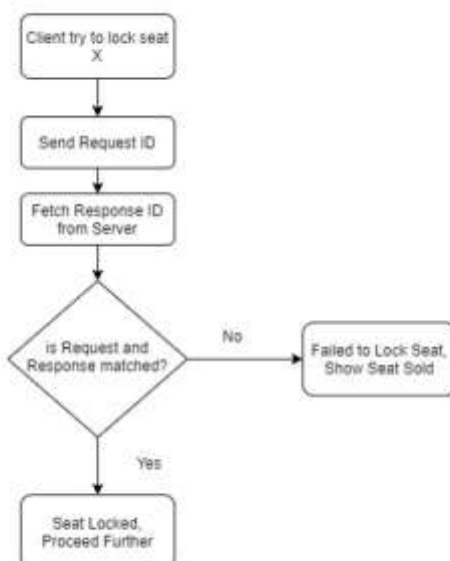 Client try to lock seat
X
Send Request ID
Fetch Response ID
from Server
is Request and
Response matched?
No
Failed to Lock Seat,
Show Seat Sold
Yes
Seat Locked,
Proceed Further